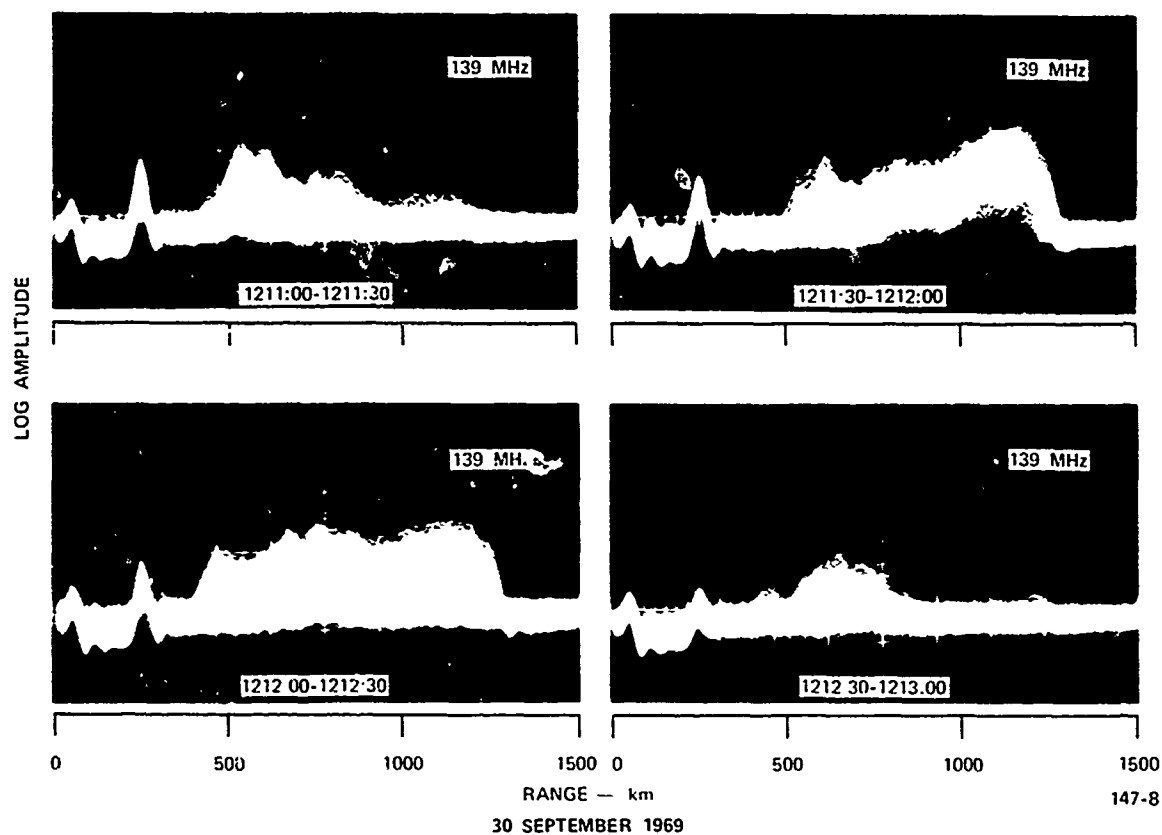 139 MHz
139 MHz
1211:00-1211:30
1211·30-1212:00
LOG AMPLITUDE
139 MH.
139 MHz
1212 00-1212·30
1212 30-1213.00
0 500 1000 1500 0 500 1000 1500
RANGE — km
147-8
30 SEPTEMBER 1969